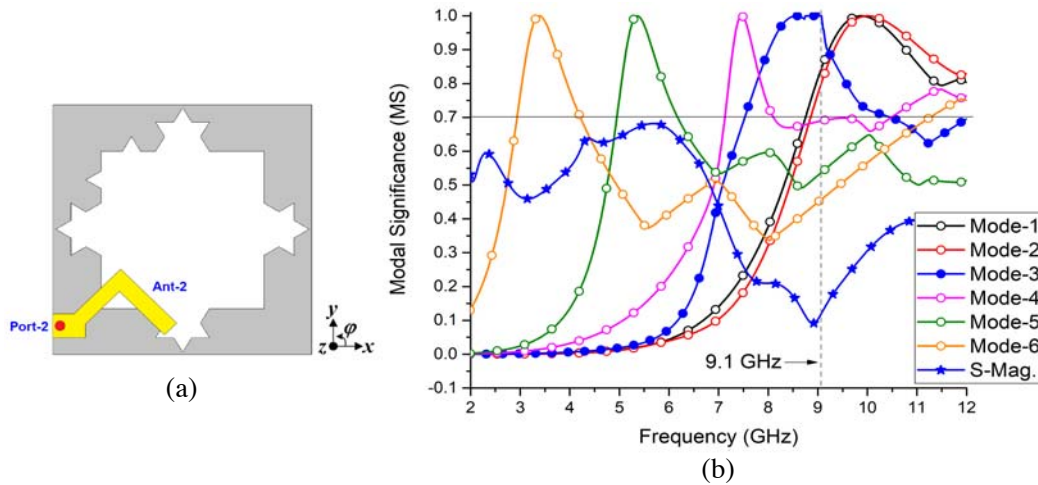 Ant-2
Port-2
y
φ
z
x
(a)
Modal Significance (MS)
1.0
0.9
0.8
0.7
0.6
0.5
0.4
0.3
0.2
0.1
0.0
-0.1
9.1 GHz
Mode-1
Mode-2
Mode-3
Mode-4
Mode-5
Mode-6
S-Mag.
2 3 4 5 6 7 8 9 10 11 12
Frequency (GHz)
(b)